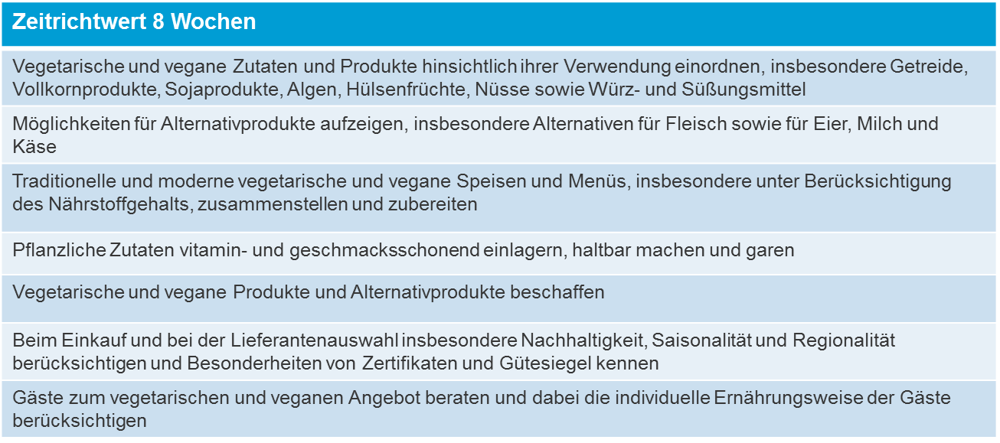 Zeitrichtwert 8 Wochen
Vegetarische und vegane Zutaten und Produkte hinsichtlich ihrer Verwendung einordnen, insbesondere Getreide,
Vollkornprodukte, Sojaprodukte, Algen, Hülsenfrüchte, Nüsse sowie Würz- und Süßungsmittel
Möglichkeiten für Alternativprodukte aufzeigen, insbesondere Alternativen für Fleisch sowie für Eier, Milch und
Käse
Traditionelle und moderne vegetarische und vegane Speisen und Menüs, insbesondere unter Berücksichtigung
des Nährstoffgehalts, zusammenstellen und zubereiten
Pflanzliche Zutaten vitamin- und geschmacksschonend einlagern, haltbar machen und garen
Vegetarische und vegane Produkte und Alternativprodukte beschaffen
Beim Einkauf und bei der Lieferantenauswahl insbesondere Nachhaltigkeit, Saisonalität und Regionalität
berücksichtigen und Besonderheiten von Zertifikaten und Gütesiegel kennen
Gäste zum vegetarischen und veganen Angebot beraten und dabei die individuelle Ernährungsweise der Gäste
berücksichtigen